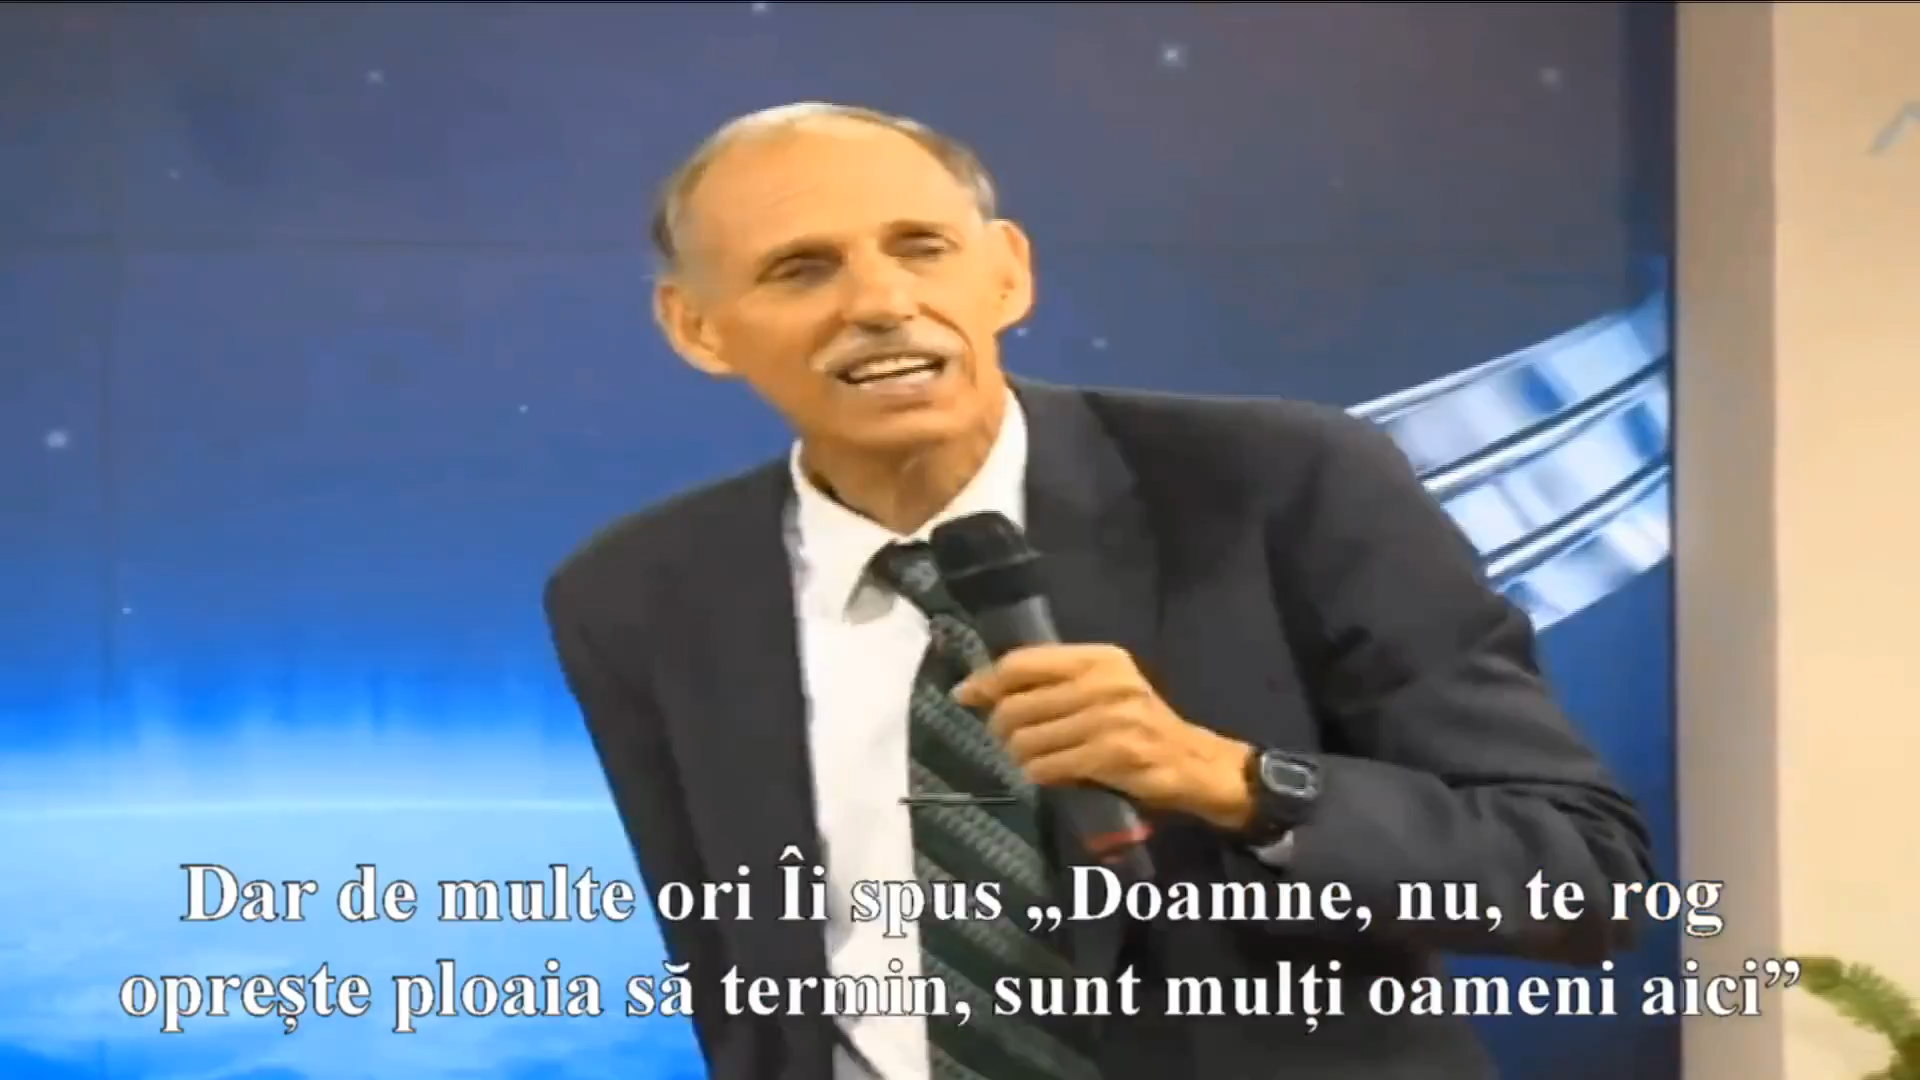 Dar de multe ori Îi spus „Doamne, nu, te rog
oprește ploaia să termin, sunt mulți oameni aici”